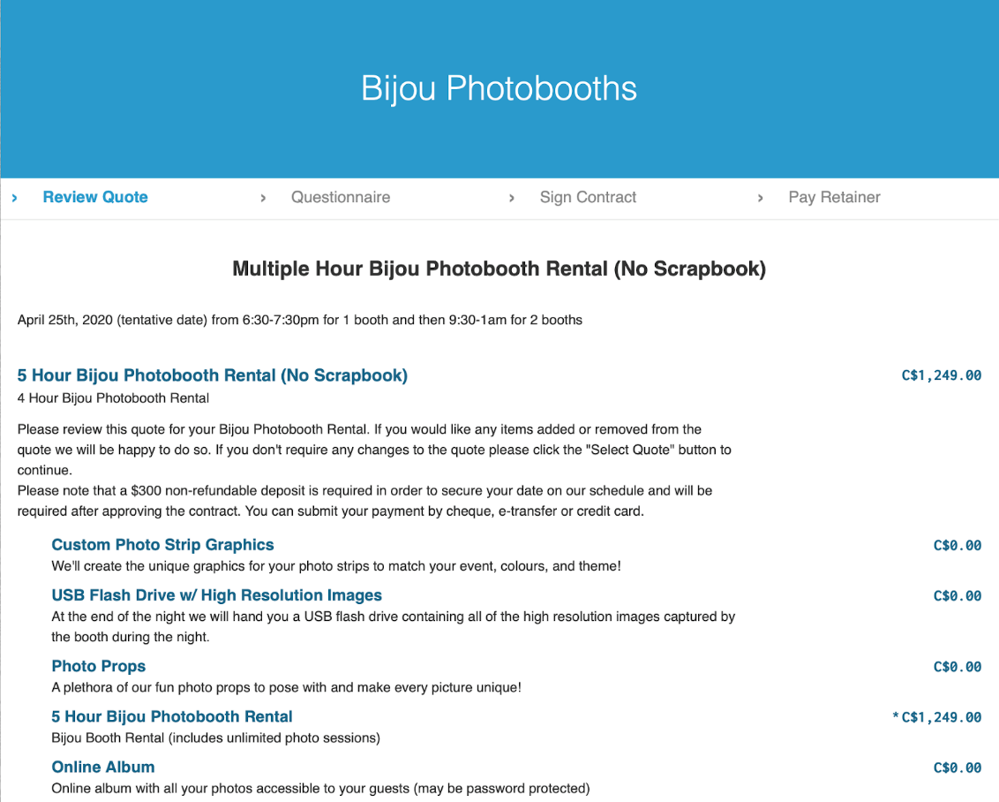 Bijou Photobooths
› Review Quote › Questionnaire › Sign Contract › Pay Retainer
Multiple Hour Bijou Photobooth Rental (No Scrapbook)
April 25th, 2020 (tentative date) from 6:30-7:30pm for 1 booth and then 9:30-1am for 2 booths
5 Hour Bijou Photobooth Rental (No Scrapbook) C$1,249.00
4 Hour Bijou Photobooth Rental
Please review this quote for your Bijou Photobooth Rental. If you would like any items added or removed from the
quote we will be happy to do so. If you don't require any changes to the quote please click the "Select Quote" button to
continue.
Please note that a $300 non-refundable deposit is required in order to secure your date on our schedule and will be
required after approving the contract. You can submit your payment by cheque, e-transfer or credit card.
Custom Photo Strip Graphics C$0.00
We'll create the unique graphics for your photo strips to match your event, colours, and theme!
USB Flash Drive w/ High Resolution Images C$0.00
At the end of the night we will hand you a USB flash drive containing all of the high resolution images captured by
the booth during the night.
Photo Props C$0.00
A plethora of our fun photo props to pose with and make every picture unique!
5 Hour Bijou Photobooth Rental *C$1,249.00
Bijou Booth Rental (includes unlimited photo sessions)
Online Album C$0.00
Online album with all your photos accessible to your guests (may be password protected)